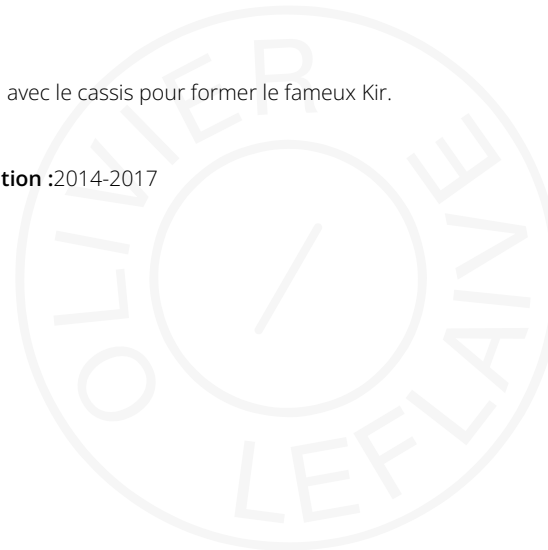 avec le cassis pour former le fameux Kir.
tion :2014-2017
OLIVIER LEFLAIVE